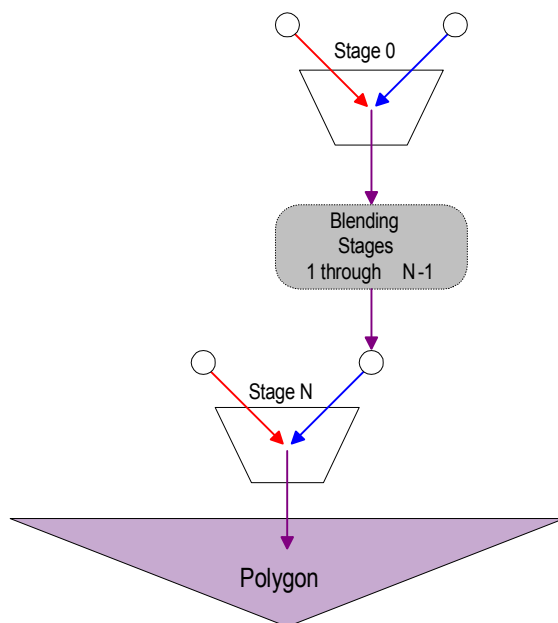 Stage 0
Blending
Stages
1 through N-1
Stage N
Polygon